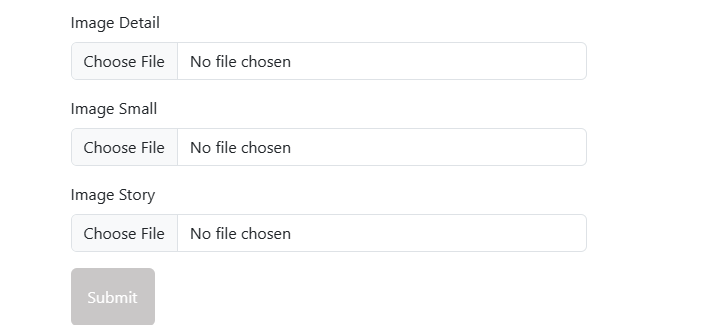 Image Detail
Choose File No file chosen
Image Small
Choose File No file chosen
Image Story
Choose File No file chosen
Submit